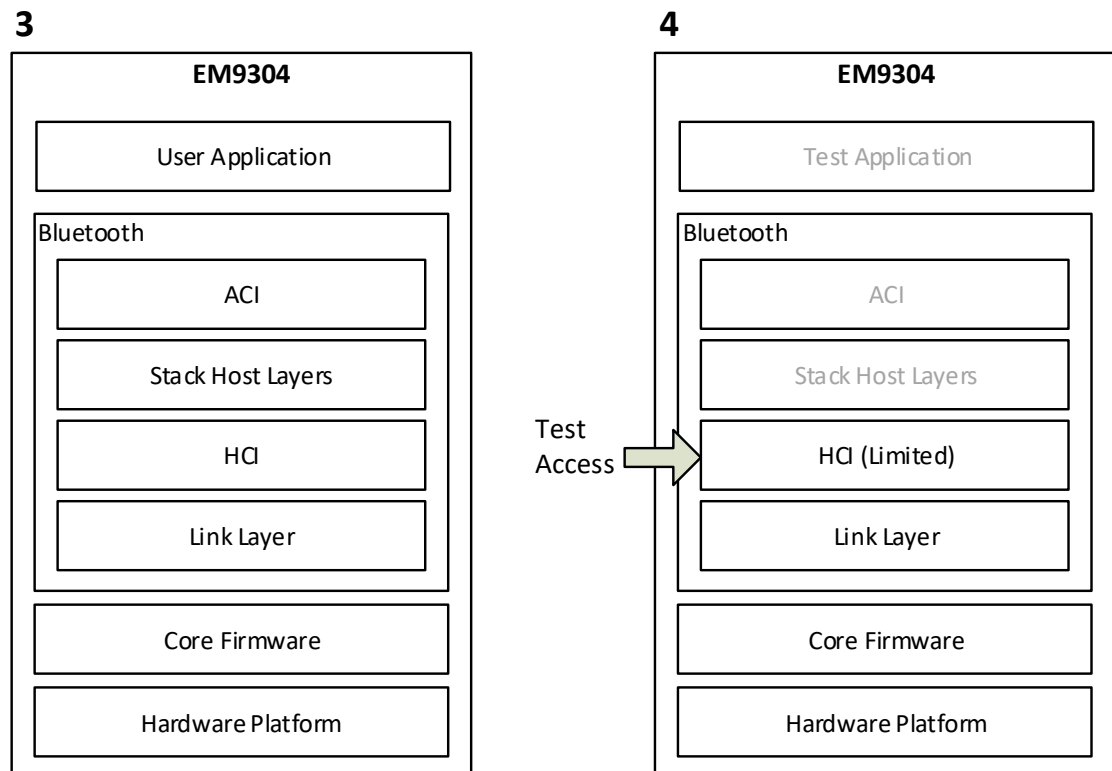 3
EM9304
User Application
Bluetooth
ACI
Stack Host Layers
HCI
Link Layer
Core Firmware
Hardware Platform
4
EM9304
Test Application
Bluetooth
ACI
Stack Host Layers
Test
Access
HCI (Limited)
Link Layer
Core Firmware
Hardware Platform